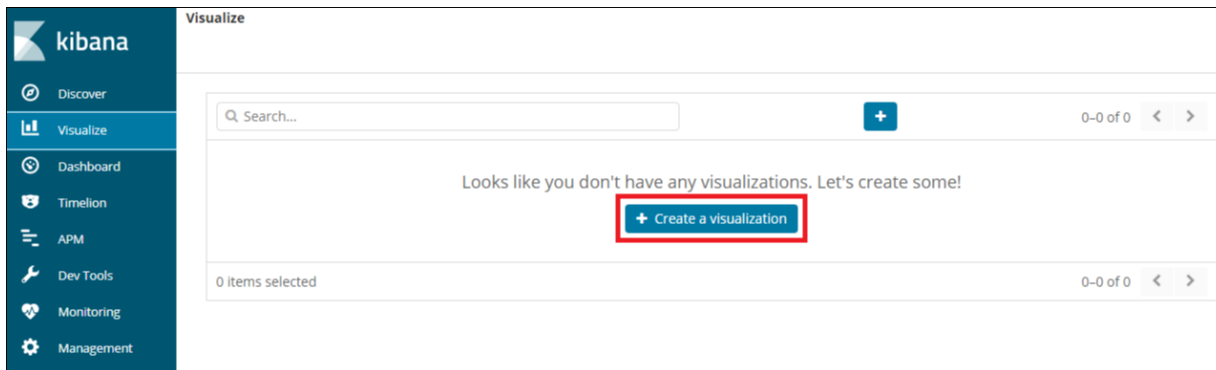 Visualize
kibana
Discover
Visualize
Dashboard
Timelion
APM
Dev Tools
Monitoring
Management
Search...
0–0 of 0
Looks like you don't have any visualizations. Let's create some!
+ Create a visualization
0 items selected
0–0 of 0